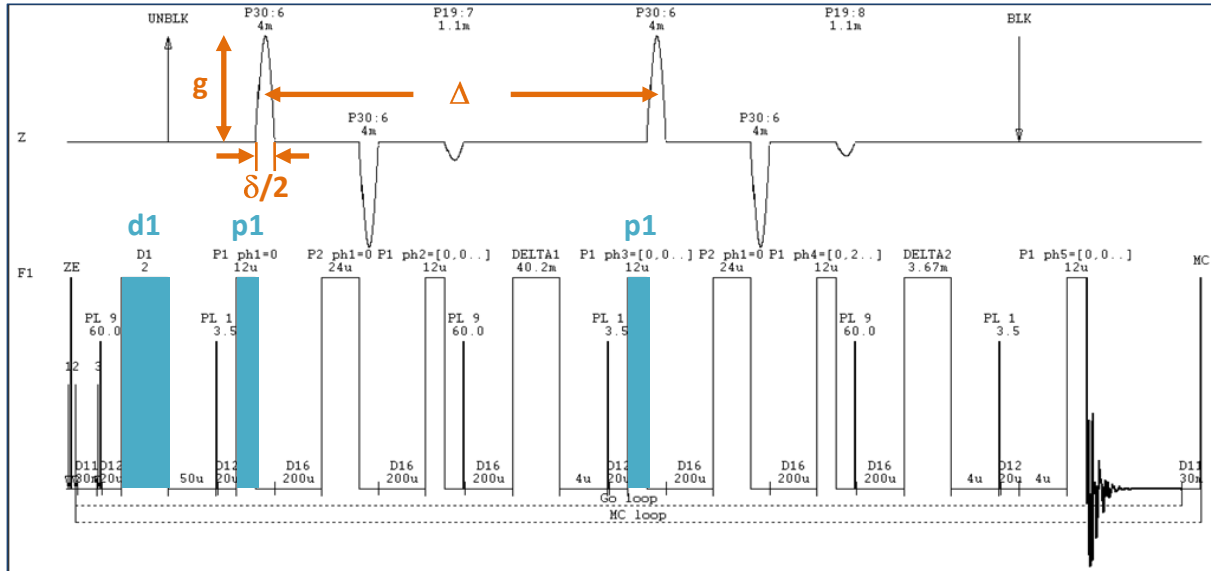 UNBLK P30:6 P19:7 P30:6 P19:8 BLK
4m 1.1m 4m 1.1m
g Δ
P30:6 P30:6
4m 4m
Z
δ/2
d1 p1 p1
D1 P1 ph1=0 P2 ph1=0 P1 ph2=[0,0..] DELTA1 P1 ph3=[0,0..] P2 ph1=0 P1 ph4=[0,2..] DELTA2 P1 ph5=[0,0..] MC
F1 ZE 2 12u 24u 12u 40.2m 12u 24u 12u 3.67m 12u
PL 9 PL 1 PL 9 PL 1 PL 9 PL 1
60.0 3.5 60.0 3.5 60.0 3.5
12 3
D11 D12 D12 D16 D16 D16 D12 D16 D16 D16 D12 D11
30m 20u 50u 20u 200u 200u 200u 4u 20u 200u 200u 200u 4u 20u 4u 30m
Go loop
MC loop